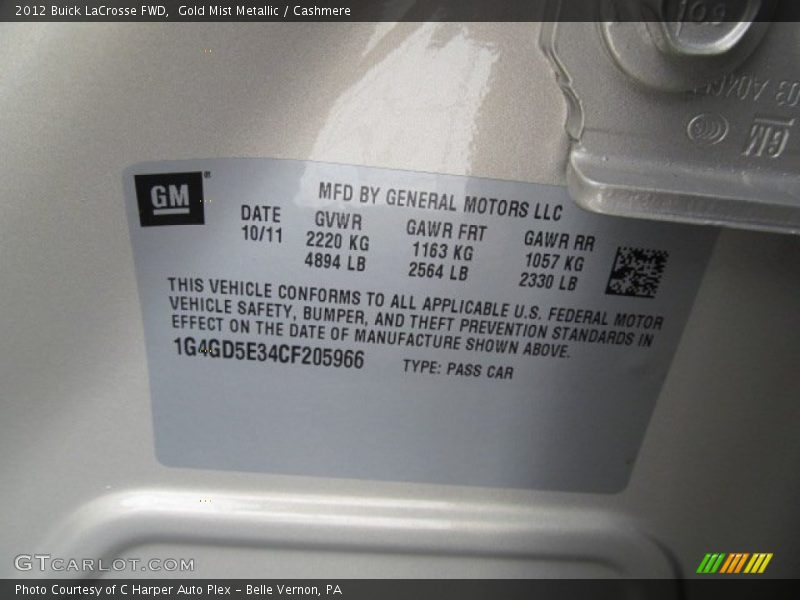 2012 Buick LaCrosse FWD,  Gold Mist Metallic / Cashmere
GM
MFD BY GENERAL MOTORS LLC
DATE GVWR GAWR FRT GAWR RR
10/11 2220 KG 1163 KG 1057 KG
4894 LB 2564 LB 2330 LB
THIS VEHICLE CONFORMS TO ALL APPLICABLE U.S. FEDERAL MOTOR
VEHICLE SAFETY, BUMPER, AND THEFT PREVENTION STANDARDS IN
EFFECT ON THE DATE OF MANUFACTURE SHOWN ABOVE.
1G4GD5E34CF205966 TYPE: PASS CAR
10.9
GM
GTCARLOT.COM
Photo Courtesy of C Harper Auto Plex - Belle Vernon, PA